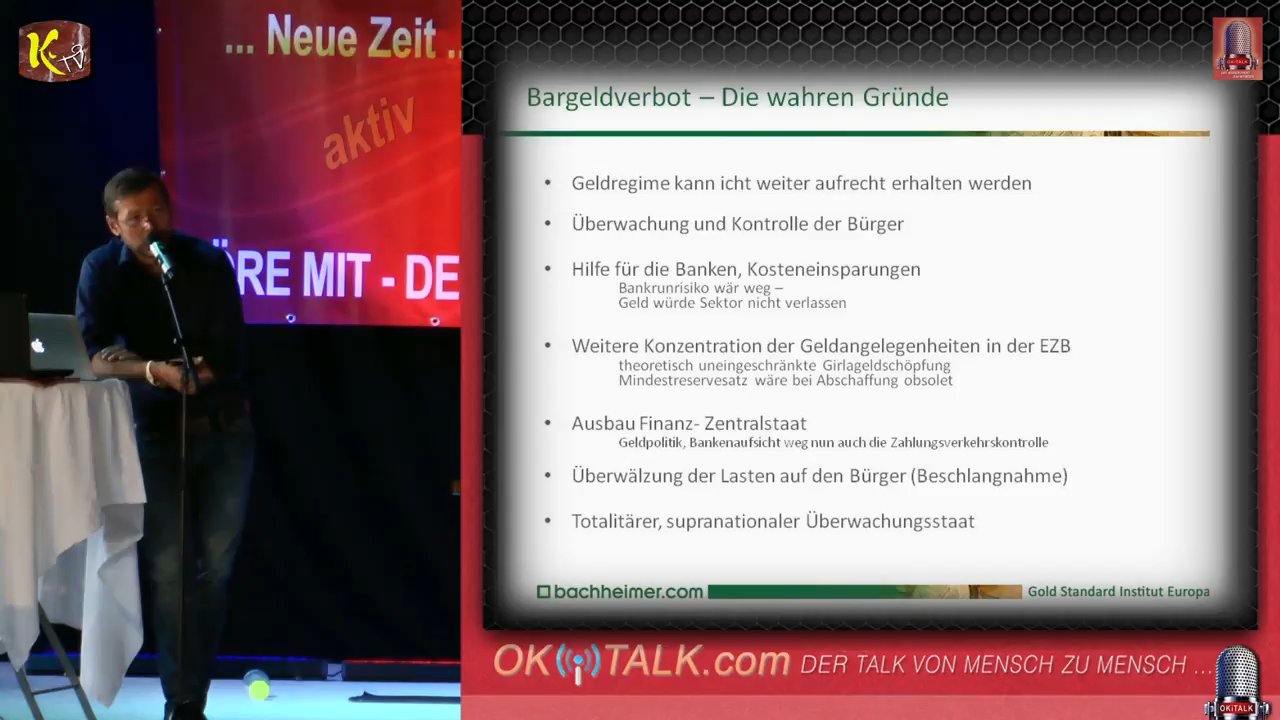 K TV
... Neue Zeit ..
aktiv
ÖRE MIT - DE
OKiTALK
Bargeldverbot – Die wahren Gründe
• Geldregime kann icht weiter aufrecht erhalten werden
• Überwachung und Kontrolle der Bürger
• Hilfe für die Banken, Kosteneinsparungen
Bankrunrisiko wär weg –
Geld würde Sektor nicht verlassen
• Weitere Konzentration der Geldangelegenheiten in der EZB
theoretisch uneingeschränkte Girlageldschöpfung
Mindestreservesatz wäre bei Abschaffung obsolet
• Ausbau Finanz- Zentralstaat
Geldpolitik, Bankenaufsicht weg nun auch die Zahlungsverkehrskontrolle
• Überwälzung der Lasten auf den Bürger (Beschlangnahme)
• Totalitärer, supranationaler Überwachungsstaat
bachheimer.com
Gold Standard Institut Europa
OKiTALK.com DER TALK VON MENSCH ZU MENSCH ...
OKiTALK